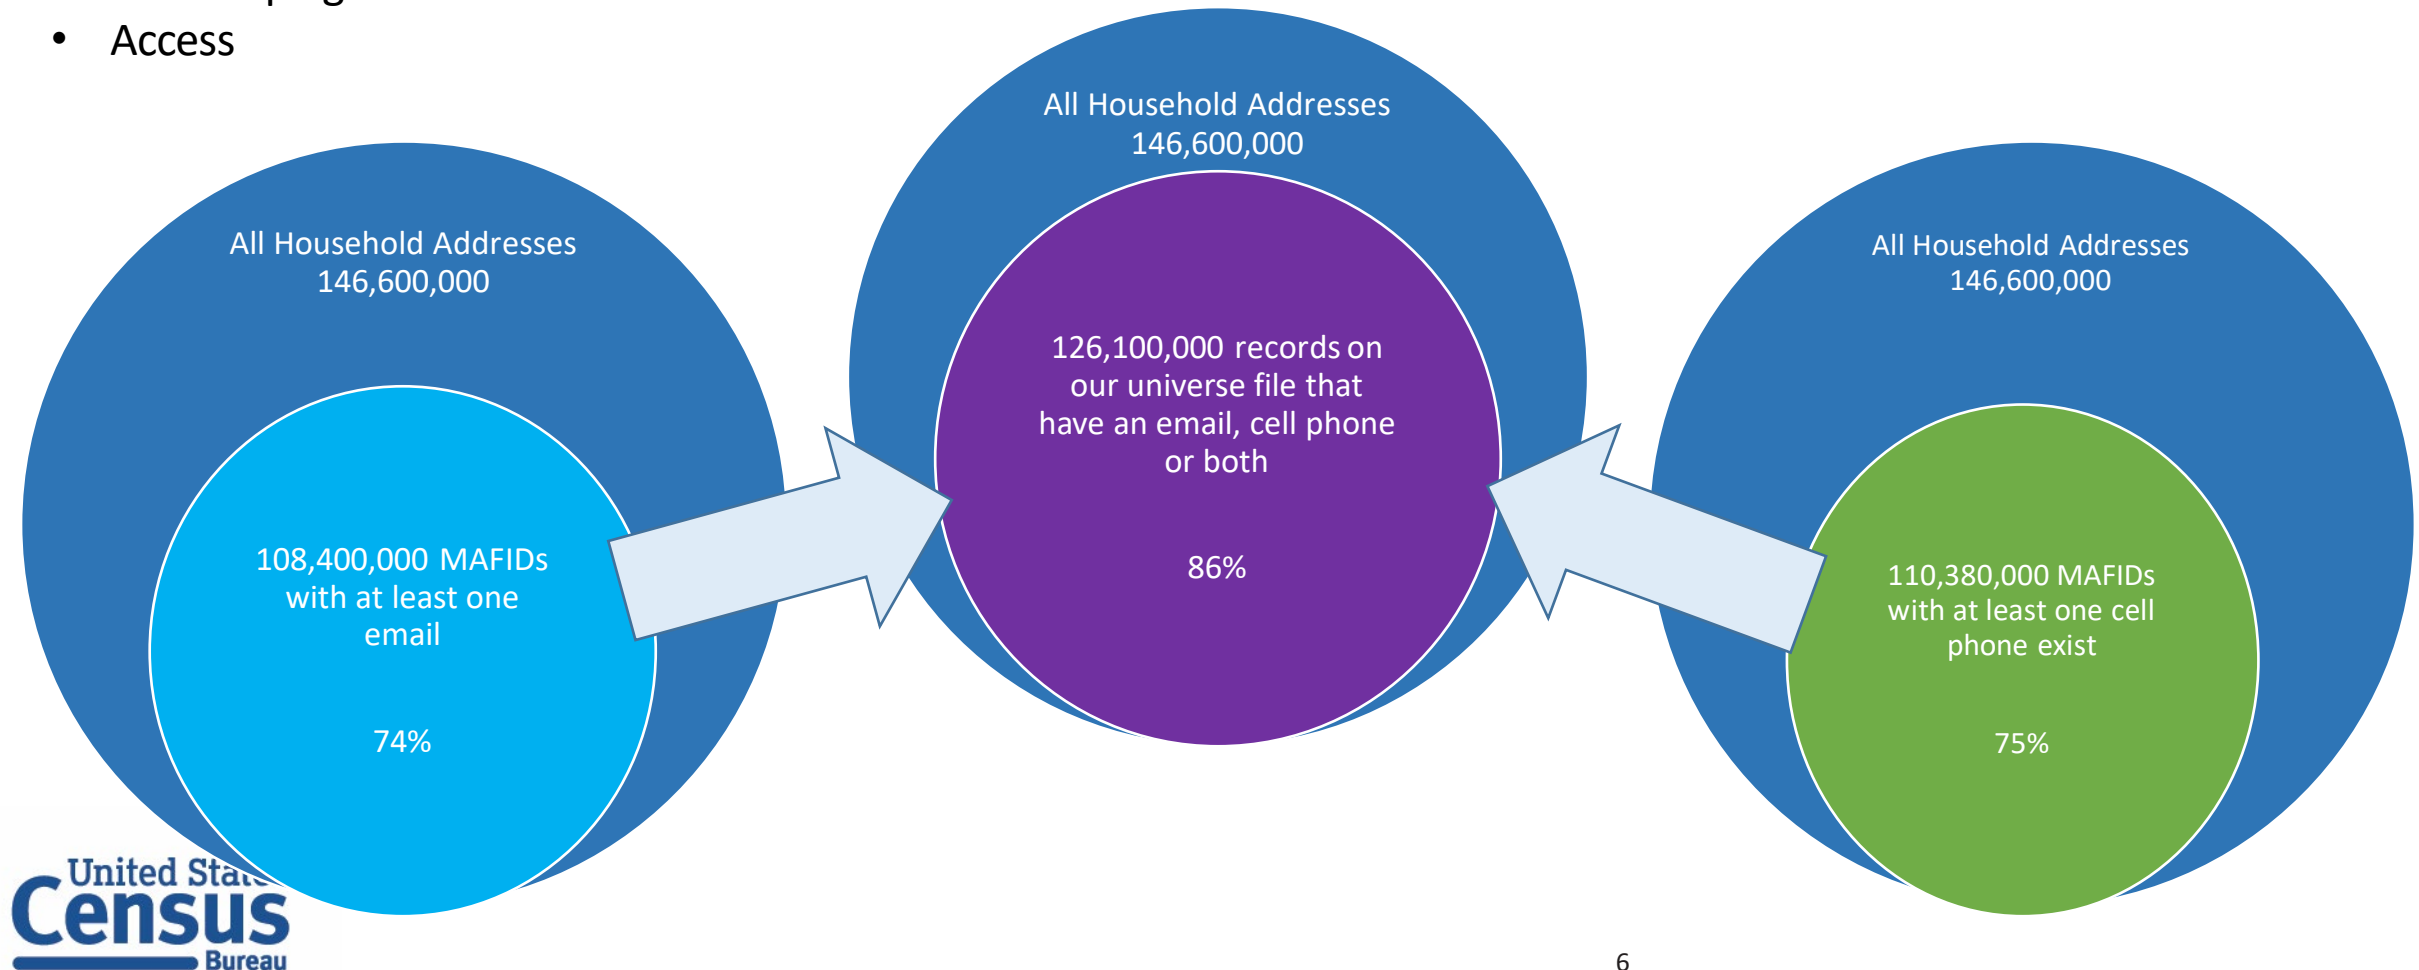 • Access
All Household Addresses
146,600,000
126,100,000 records on
our universe file that
have an email, cell phone
or both
86%
All Household Addresses
146,600,000
108,400,000 MAFIDs
with at least one
email
74%
All Household Addresses
146,600,000
110,380,000 MAFIDs
with at least one cell
phone exist
75%
United
Census
Bureau
6